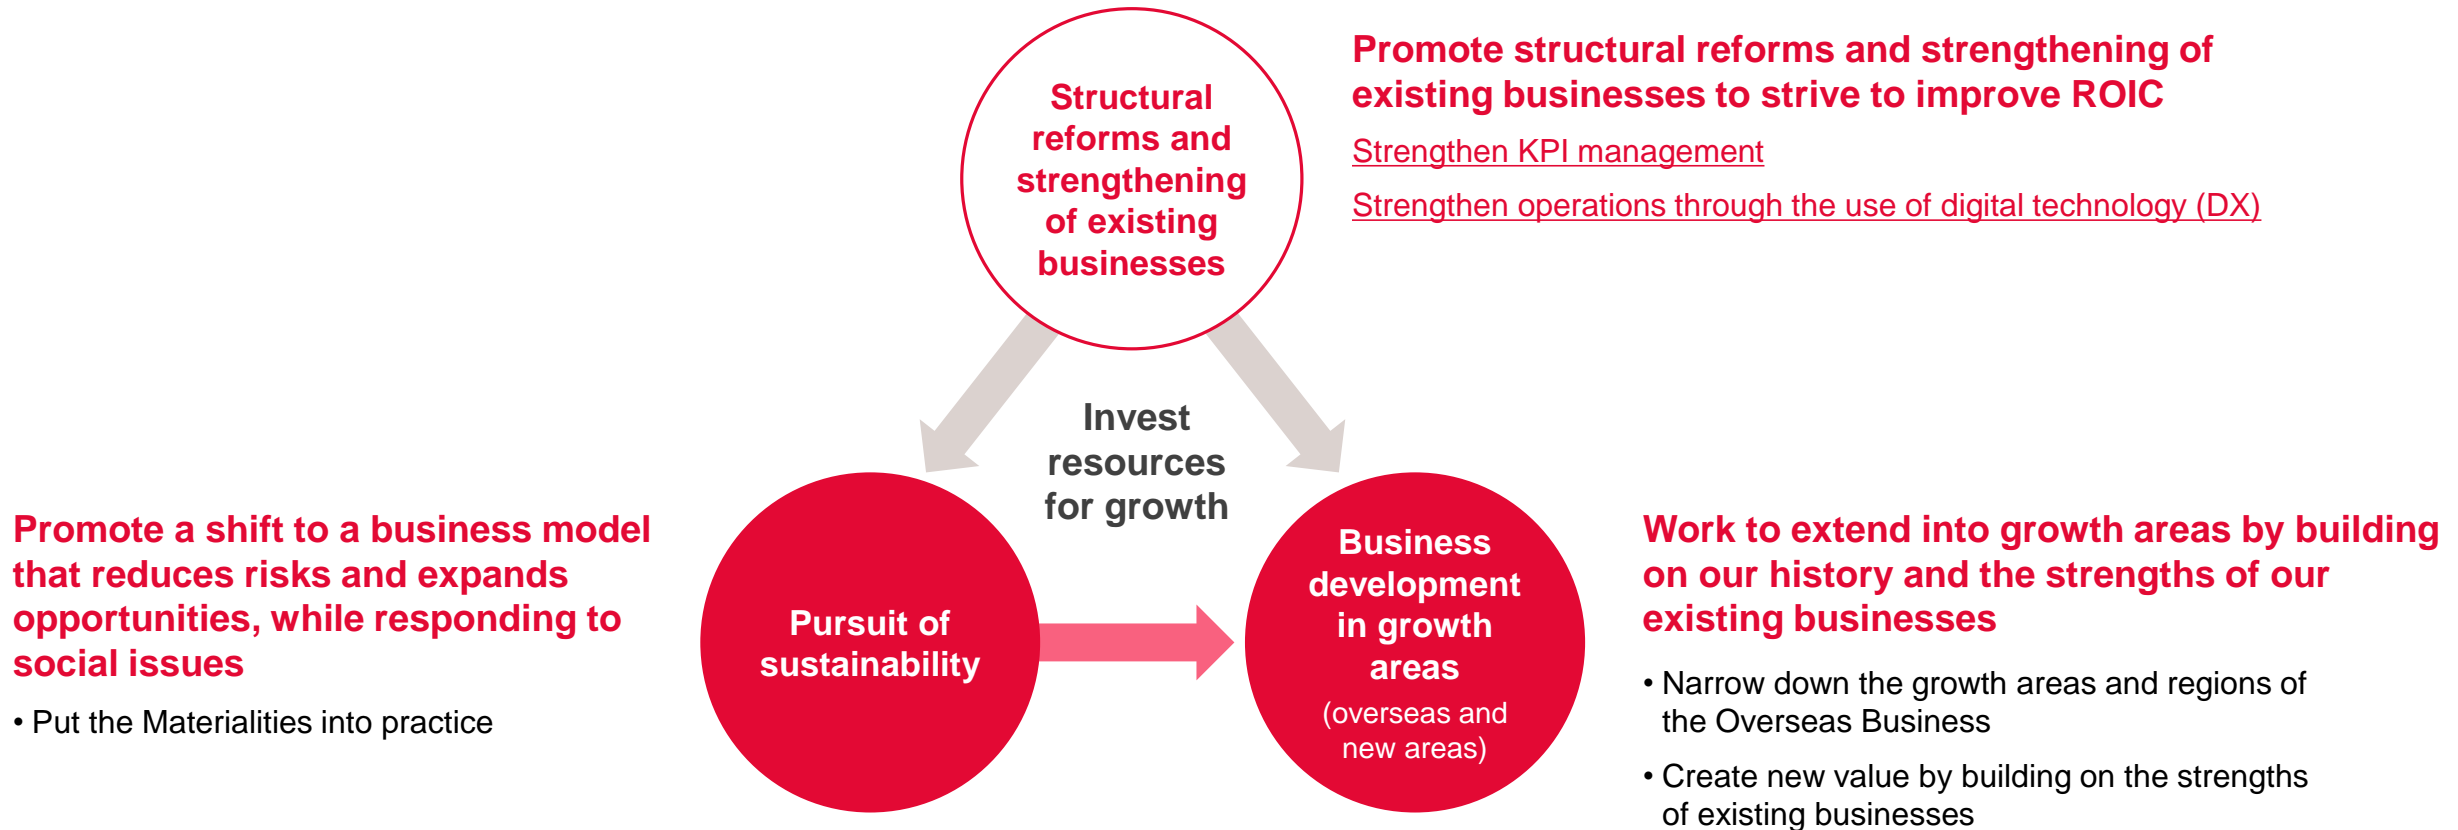 Structural
reforms and
strengthening
of existing
businesses
Promote structural reforms and strengthening of
existing businesses to strive to improve ROIC
Strengthen KPI management
Strengthen operations through the use of digital technology (DX)
Invest
resources
for growth
Promote a shift to a business model
that reduces risks and expands
opportunities, while responding to
social issues
• Put the Materialities into practice
Pursuit of
sustainability
Business
development
in growth
areas
(overseas and
new areas)
Work to extend into growth areas by building
on our history and the strengths of our
existing businesses
• Narrow down the growth areas and regions of
the Overseas Business
• Create new value by building on the strengths
of existing businesses